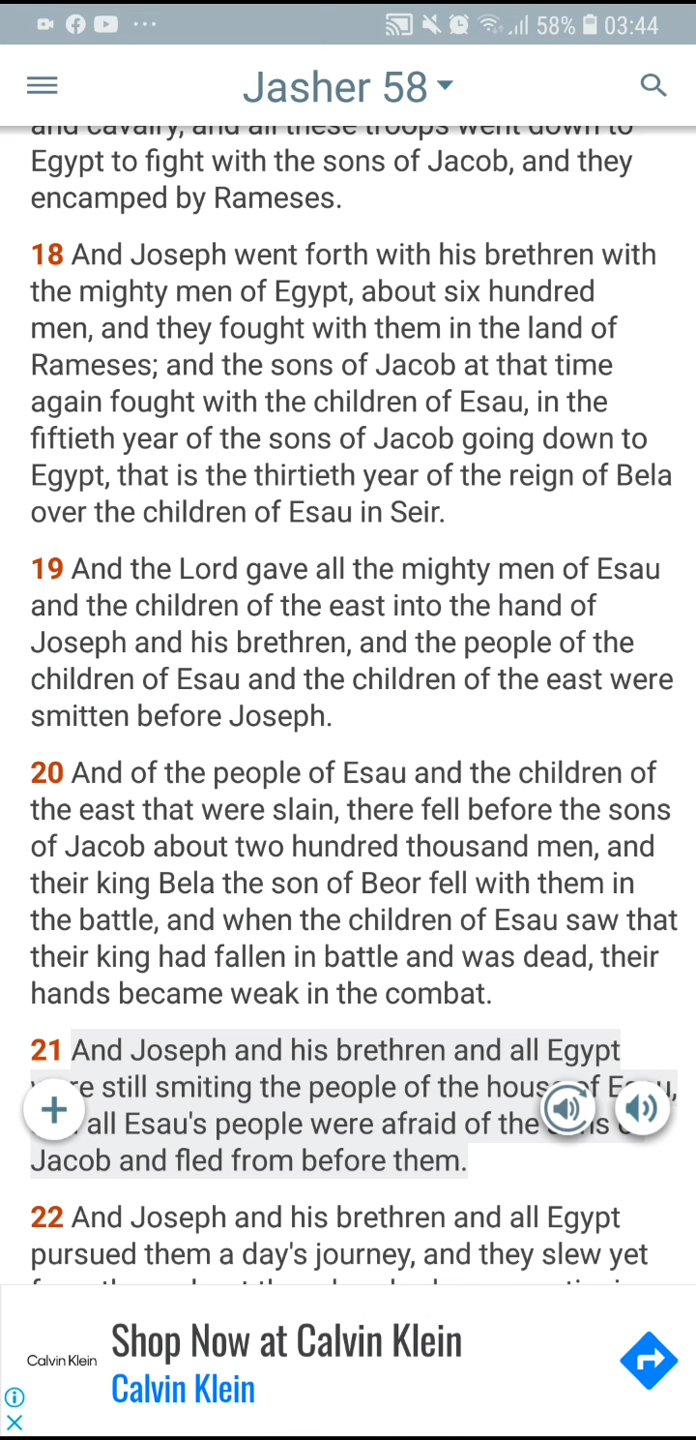 58% 03:44
Jasher 58
and cavalry, and all these troops went down to
Egypt to fight with the sons of Jacob, and they
encamped by Rameses.
18 And Joseph went forth with his brethren with
the mighty men of Egypt, about six hundred
men, and they fought with them in the land of
Rameses; and the sons of Jacob at that time
again fought with the children of Esau, in the
fiftieth year of the sons of Jacob going down to
Egypt, that is the thirtieth year of the reign of Bela
over the children of Esau in Seir.
19 And the Lord gave all the mighty men of Esau
and the children of the east into the hand of
Joseph and his brethren, and the people of the
children of Esau and the children of the east were
smitten before Joseph.
20 And of the people of Esau and the children of
the east that were slain, there fell before the sons
of Jacob about two hundred thousand men, and
their king Bela the son of Beor fell with them in
the battle, and when the children of Esau saw that
their king had fallen in battle and was dead, their
hands became weak in the combat.
21 And Joseph and his brethren and all Egypt
still smiting the people of the house of Esau,
all Esau's people were afraid of the
Jacob and fled from before them.
22 And Joseph and his brethren and all Egypt
pursued them a day's journey, and they slew yet
Calvin Klein
Shop Now at Calvin Klein
Calvin Klein